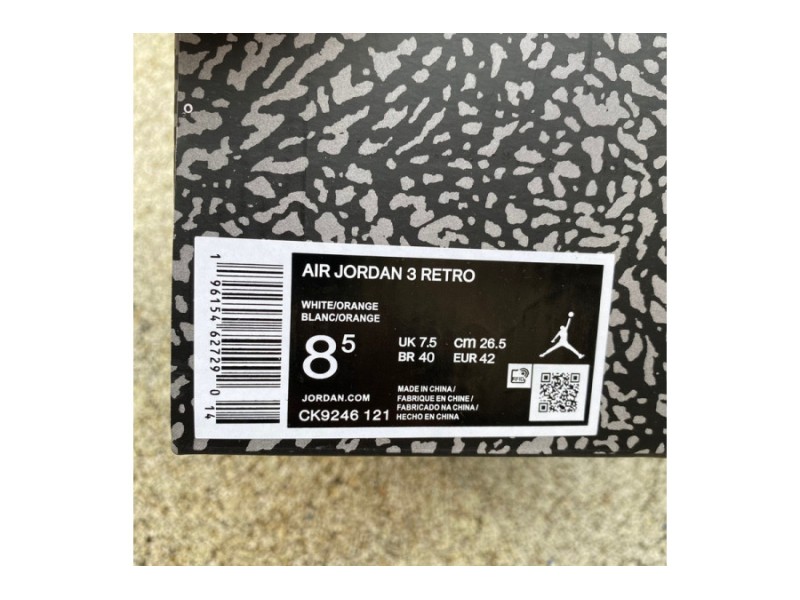 AIR JORDAN 3 RETRO
WHITE/ORANGE
BLANC/ORANGE
8 5
UK 7.5 cm 26.5
BR 40 EUR 42
JORDAN.COM
CK9246 121
MADE IN CHINA/
FABRIQUE EN CHINE/
FABRICADO NA CHINA/
HECHO EN CHINA
1 96154 62729 0 14